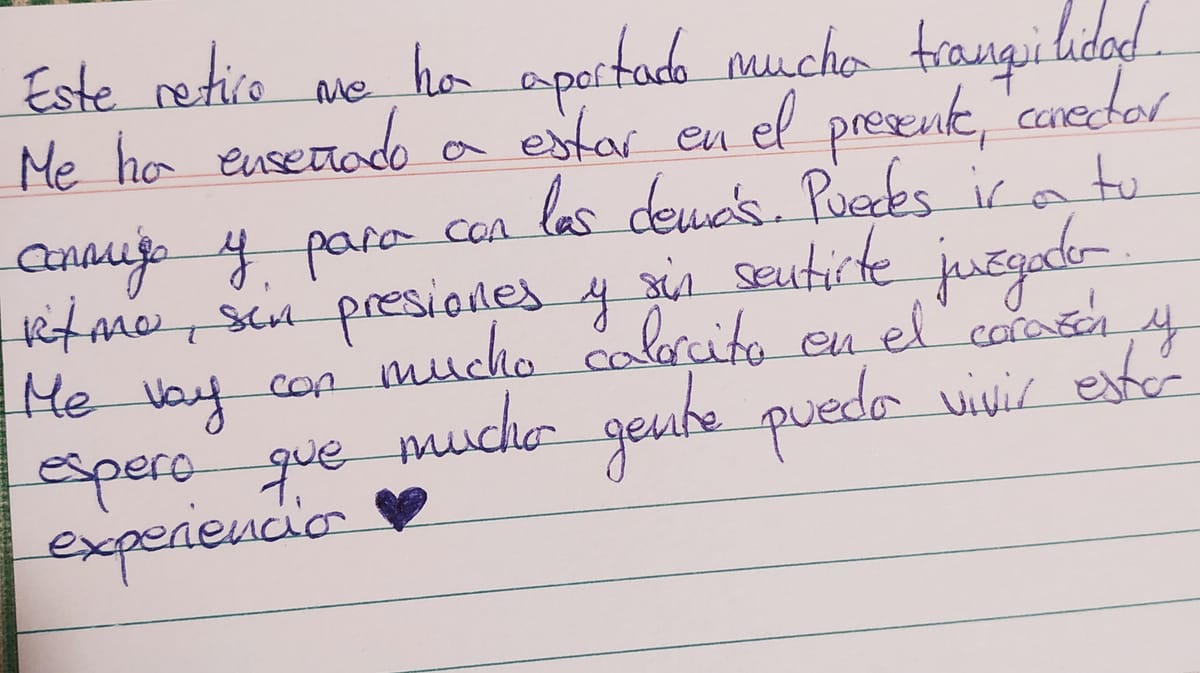 Este retiro me ha aportado mucha tranquilidad.
Me ha enseñado a estar en el presente, conectar
conmigo y para con los demás. Puedes ir a tu
ritmo, sin presiones y sin sentirte juzgada.
Me voy con mucho calorcito en el corazón y
espero que mucha gente pueda vivir esta
experiencia ♥